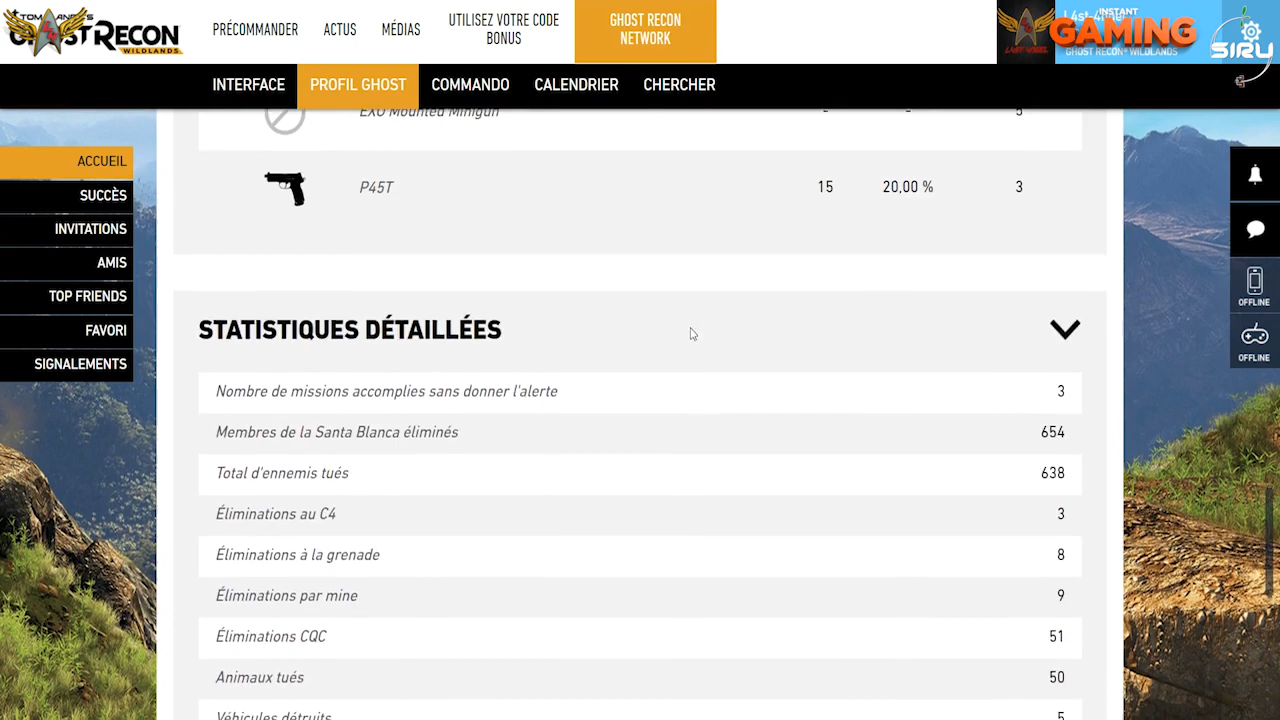 GHOST RECON
WILDLANDS
PRÉCOMMANDER
ACTUS
MÉDIAS
UTILISEZ VOTRE CODE
BONUS
GHOST RECON
NETWORK
INSTANT
GAMING
GHOST RECON® WILDLANDS
SIRU
INTERFACE
PROFIL GHOST
COMMANDO
CALENDRIER
CHERCHER
ACCUEIL
SUCCÈS
INVITATIONS
AMIS
TOP FRIENDS
FAVORI
SIGNALEMENTS
OFFLINE
OFFLINE
EXO Mounted Minigun - - 5
P45T 15 20,00 % 3
STATISTIQUES DÉTAILLÉES
Nombre de missions accomplies sans donner l'alerte 3
Membres de la Santa Blanca éliminés 654
Total d'ennemis tués 638
Éliminations au C4 3
Éliminations à la grenade 8
Éliminations par mine 9
Éliminations CQC 51
Animaux tués 50
Véhicules détruits 5